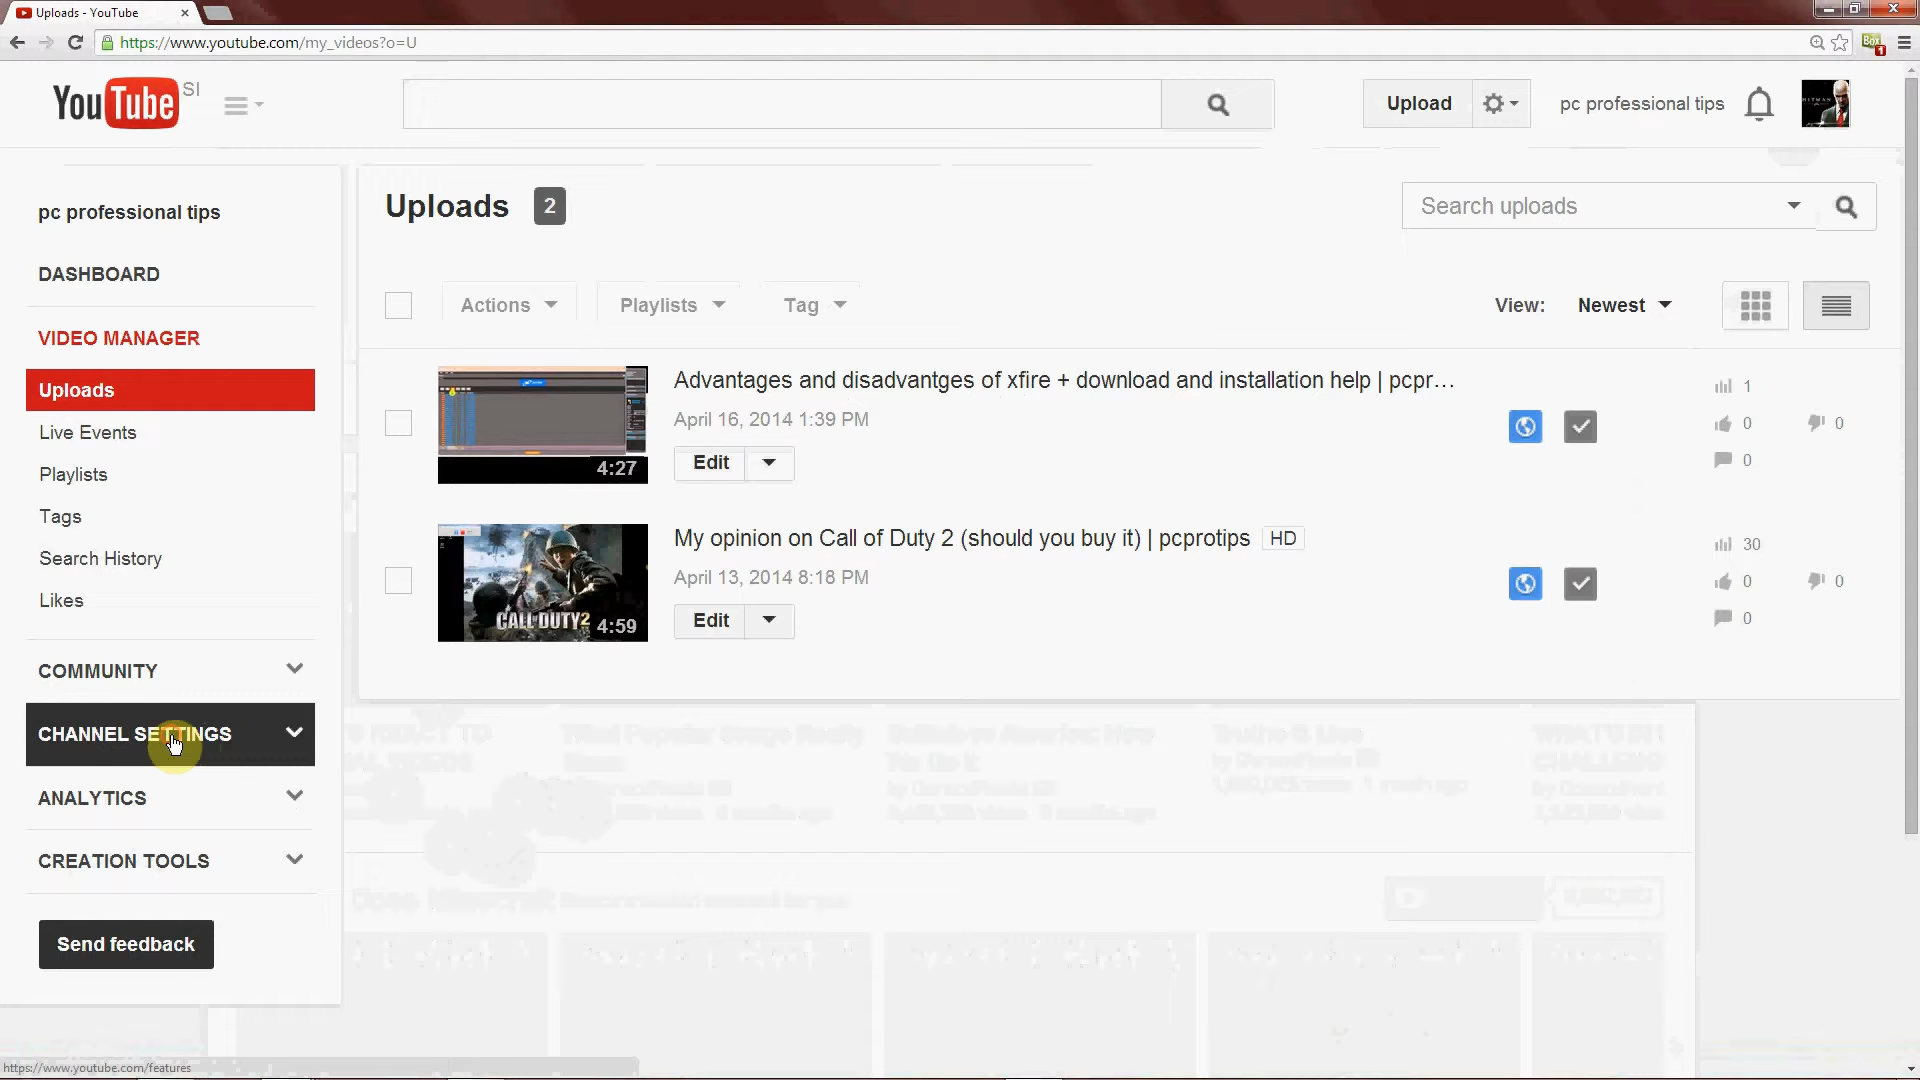 Uploads - YouTube
https://www.youtube.com/my_videos?o=U
Box
1
YouTube SI
Upload
pc professional tips
pc professional tips
DASHBOARD
VIDEO MANAGER
Uploads
Live Events
Playlists
Tags
Search History
Likes
COMMUNITY
CHANNEL SETTINGS
ANALYTICS
CREATION TOOLS
Send feedback
Uploads 2
Search uploads
Actions Playlists Tag
View: Newest
Advantages and disadvantges of xfire + download and installation help | pcpr...
April 16, 2014 1:39 PM
4:27
Edit
1
0 0
0
My opinion on Call of Duty 2 (should you buy it) | pcprotips HD
April 13, 2014 8:18 PM
CALL OF DUTY 2
4:59
Edit
30
0 0
0
https://www.youtube.com/features